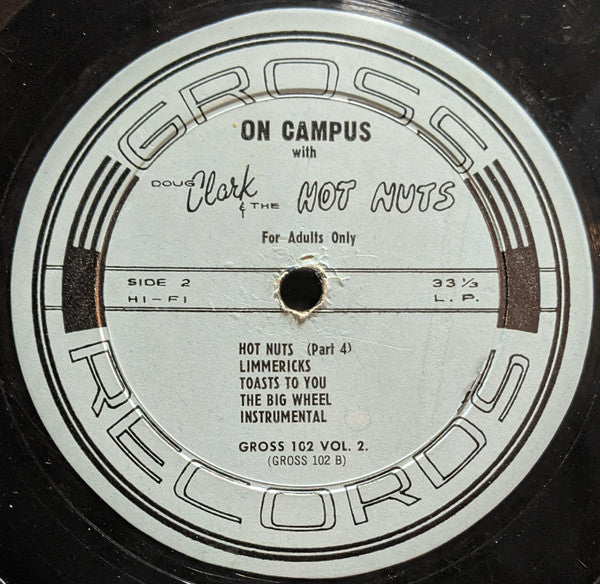 GROSS
ON CAMPUS
with
DOUG Clark & THE HOT NUTS
For Adults Only
SIDE 2 33⅓
HI-FI L. P.
HOT NUTS (Part 4)
LIMMERICKS
TOASTS TO YOU
THE BIG WHEEL
INSTRUMENTAL
GROSS 102 VOL. 2.
(GROSS 102 B)
RECORDS